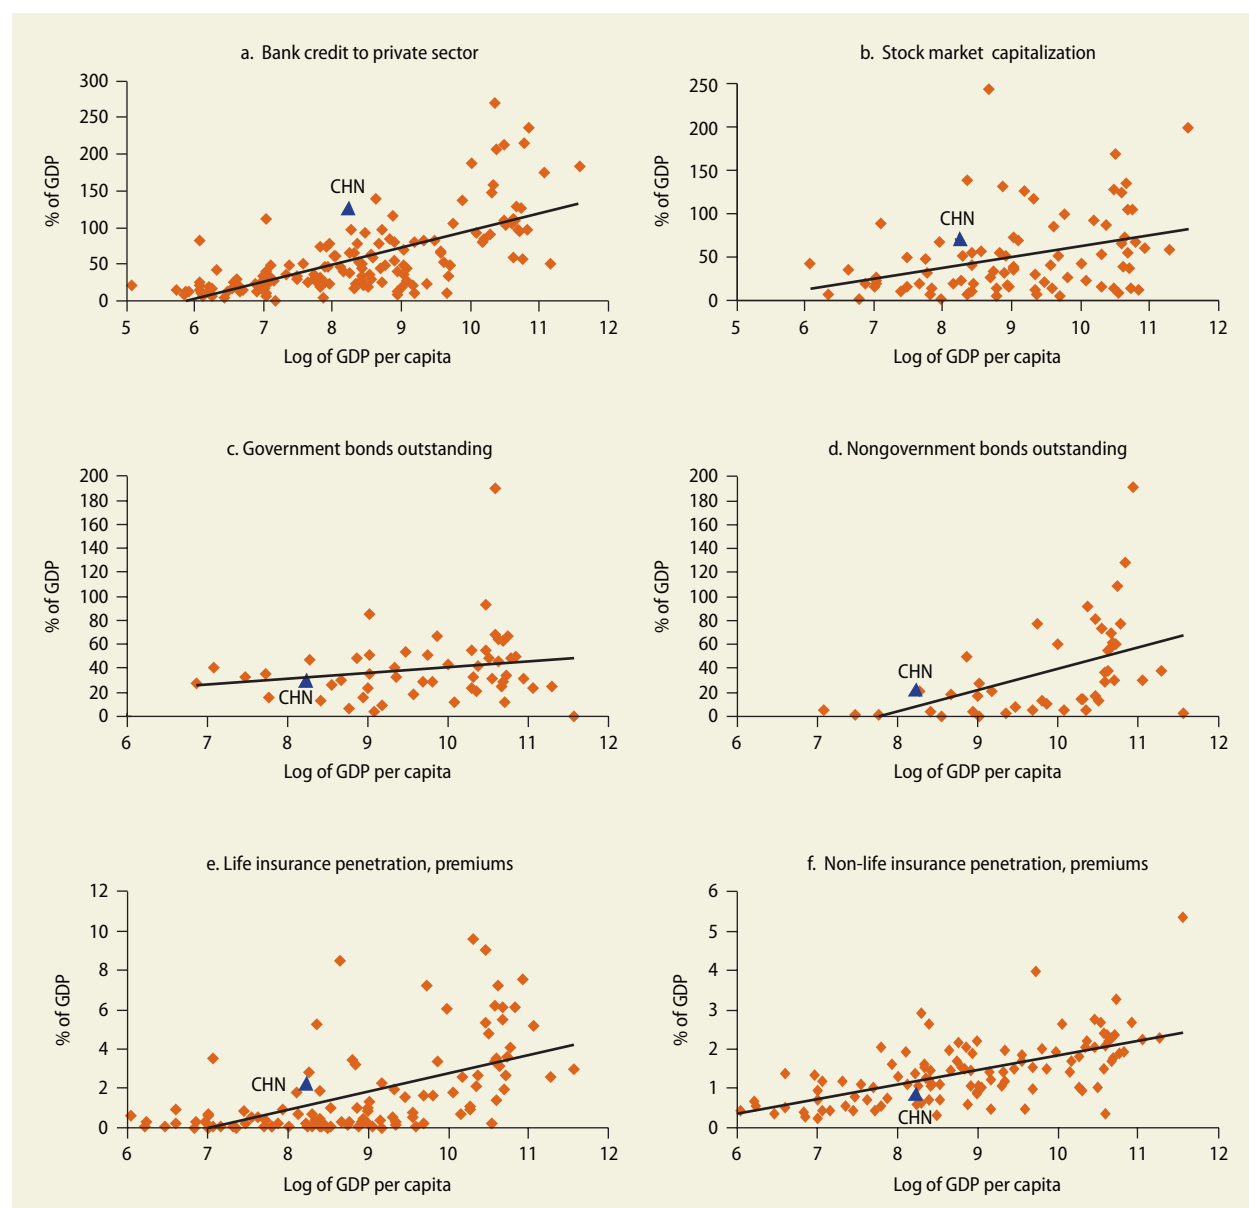 a. Bank credit to private sector
300
250
200
150
100
50
0
% of GDP
CHN
5 6 7 8 9 10 11 12
Log of GDP per capita
b. Stock market capitalization
250
200
150
100
50
0
% of GDP
CHN
5 6 7 8 9 10 11 12
Log of GDP per capita
c. Government bonds outstanding
200
180
160
140
120
100
80
60
40
20
0
% of GDP
CHN
6 7 8 9 10 11 12
Log of GDP per capita
d. Nongovernment bonds outstanding
200
180
160
140
120
100
80
60
40
20
0
% of GDP
CHN
6 7 8 9 10 11 12
Log of GDP per capita
e. Life insurance penetration, premiums
12
10
8
6
4
2
0
% of GDP
CHN
6 7 8 9 10 11 12
Log of GDP per capita
f. Non-life insurance penetration, premiums
6
5
4
3
2
1
0
% of GDP
CHN
6 7 8 9 10 11 12
Log of GDP per capita